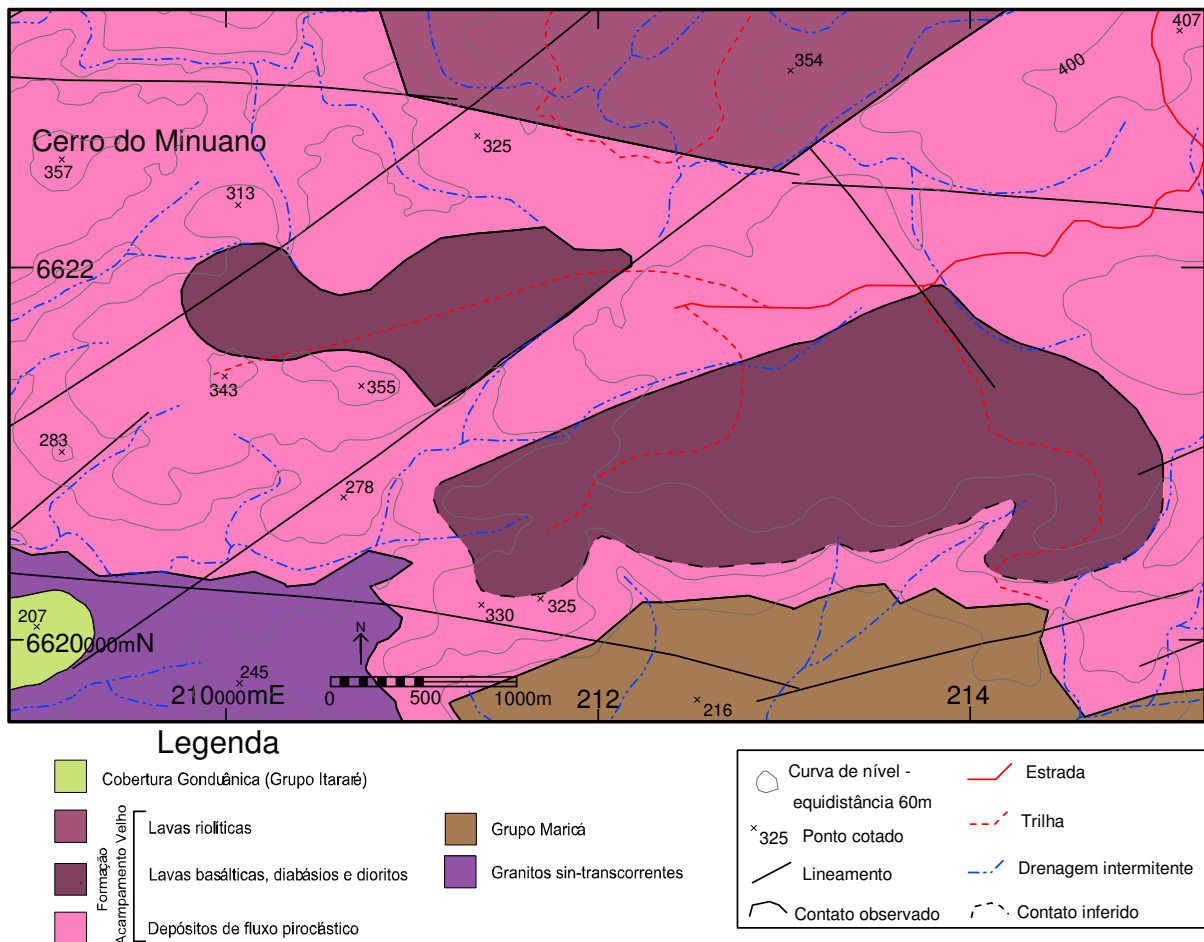 407
354
400
325
Cerro do Minuano
357
313
6622
343
355
283
278
207
330
325
6620000mN
N
245
210000mE
0
500
1000m
212
214
216
Legenda
Cobertura Gonduânica (Grupo Itararé)
Formação
Acampamento Velho
Lavas riolíticas
Lavas basálticas, diabásios e dioritos
Depósitos de fluxo piroclástico
Grupo Maricá
Granitos sin-transcorrentes
Curva de nível -
equidistância 60m
325 Ponto cotado
Lineamento
Contato observado
Estrada
Trilha
Drenagem intermitente
Contato inferido